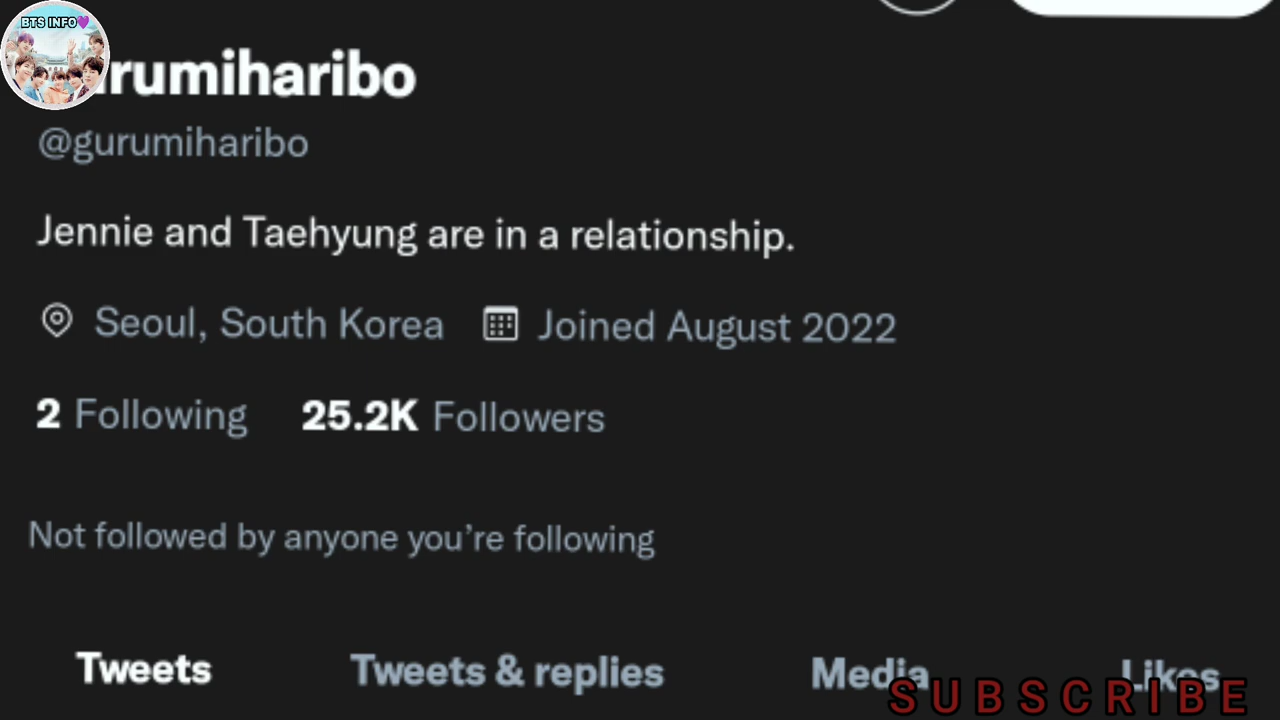 BTS INFO💜
urumiharibo
@gurumiharibo
Jennie and Taehyung are in a relationship.
Seoul, South Korea Joined August 2022
2 Following 25.2K Followers
Not followed by anyone you're following
Tweets Tweets & replies Media Likes
SUBSCRIBE